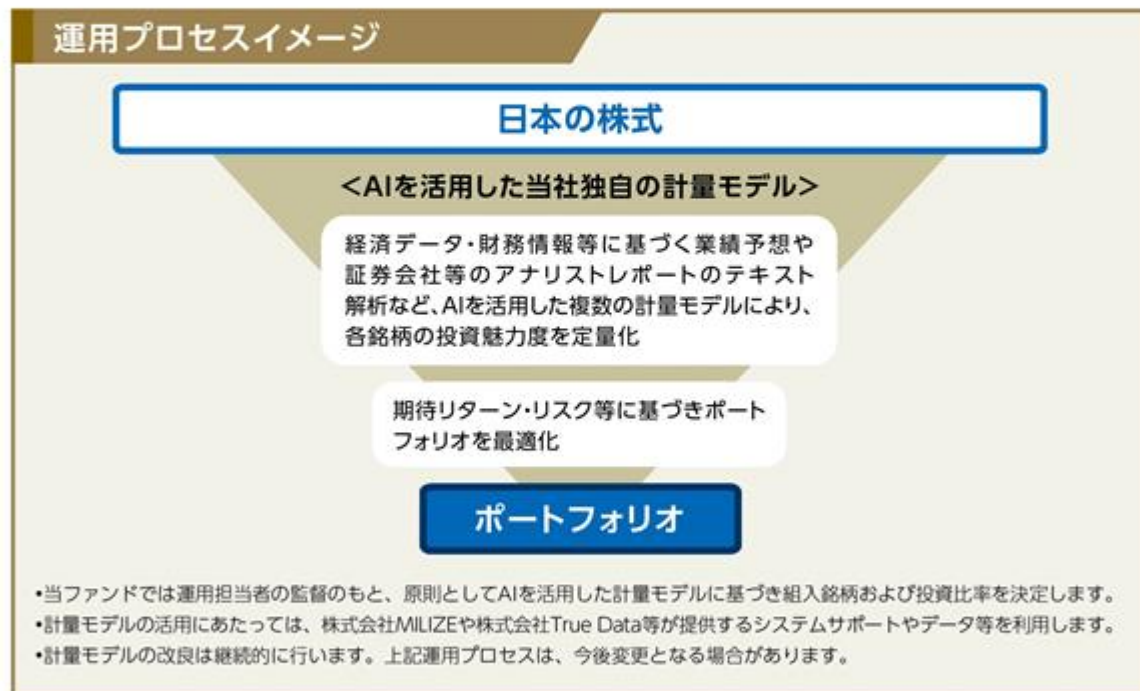 運用プロセスイメージ
日本の株式
<AIを活用した当社独自の計量モデル>
経済データ・財務情報等に基づく業績予想や
証券会社等のアナリストレポートのテキスト
解析など、AIを活用した複数の計量モデルにより、
各銘柄の投資魅力度を定量化
期待リターン・リスク等に基づきポート
フォリオを最適化
ポートフォリオ
•当ファンドでは運用担当者の監督のもと、原則としてAIを活用した計量モデルに基づき組入銘柄および投資比率を決定します。
•計量モデルの活用にあたっては、株式会社MILIZEや株式会社True Data等が提供するシステムサポートやデータ等を利用します。
•計量モデルの改良は継続的に行います。上記運用プロセスは、今後変更となる場合があります。